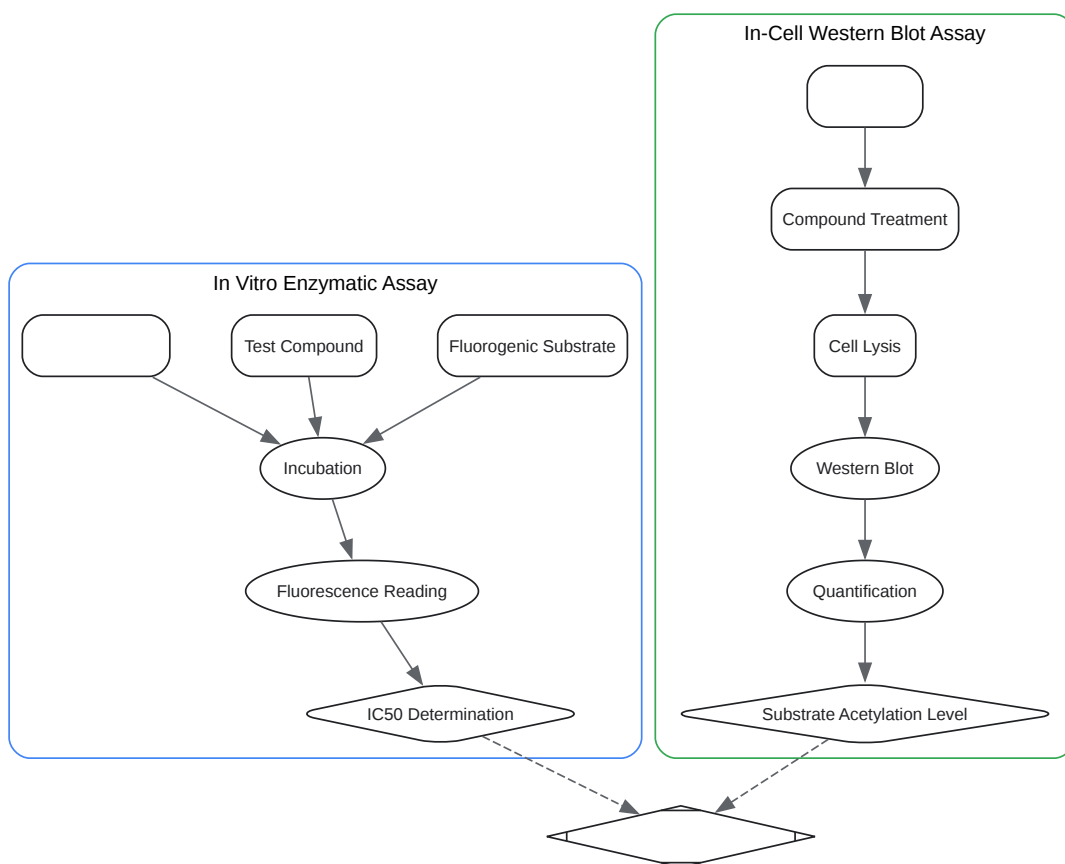 In-Cell Western Blot Assay
Compound Treatment
Cell Lysis
Western Blot
Quantification
Substrate Acetylation Level
In Vitro Enzymatic Assay
Test Compound
Fluorogenic Substrate
Incubation
Fluorescence Reading
IC50 Determination